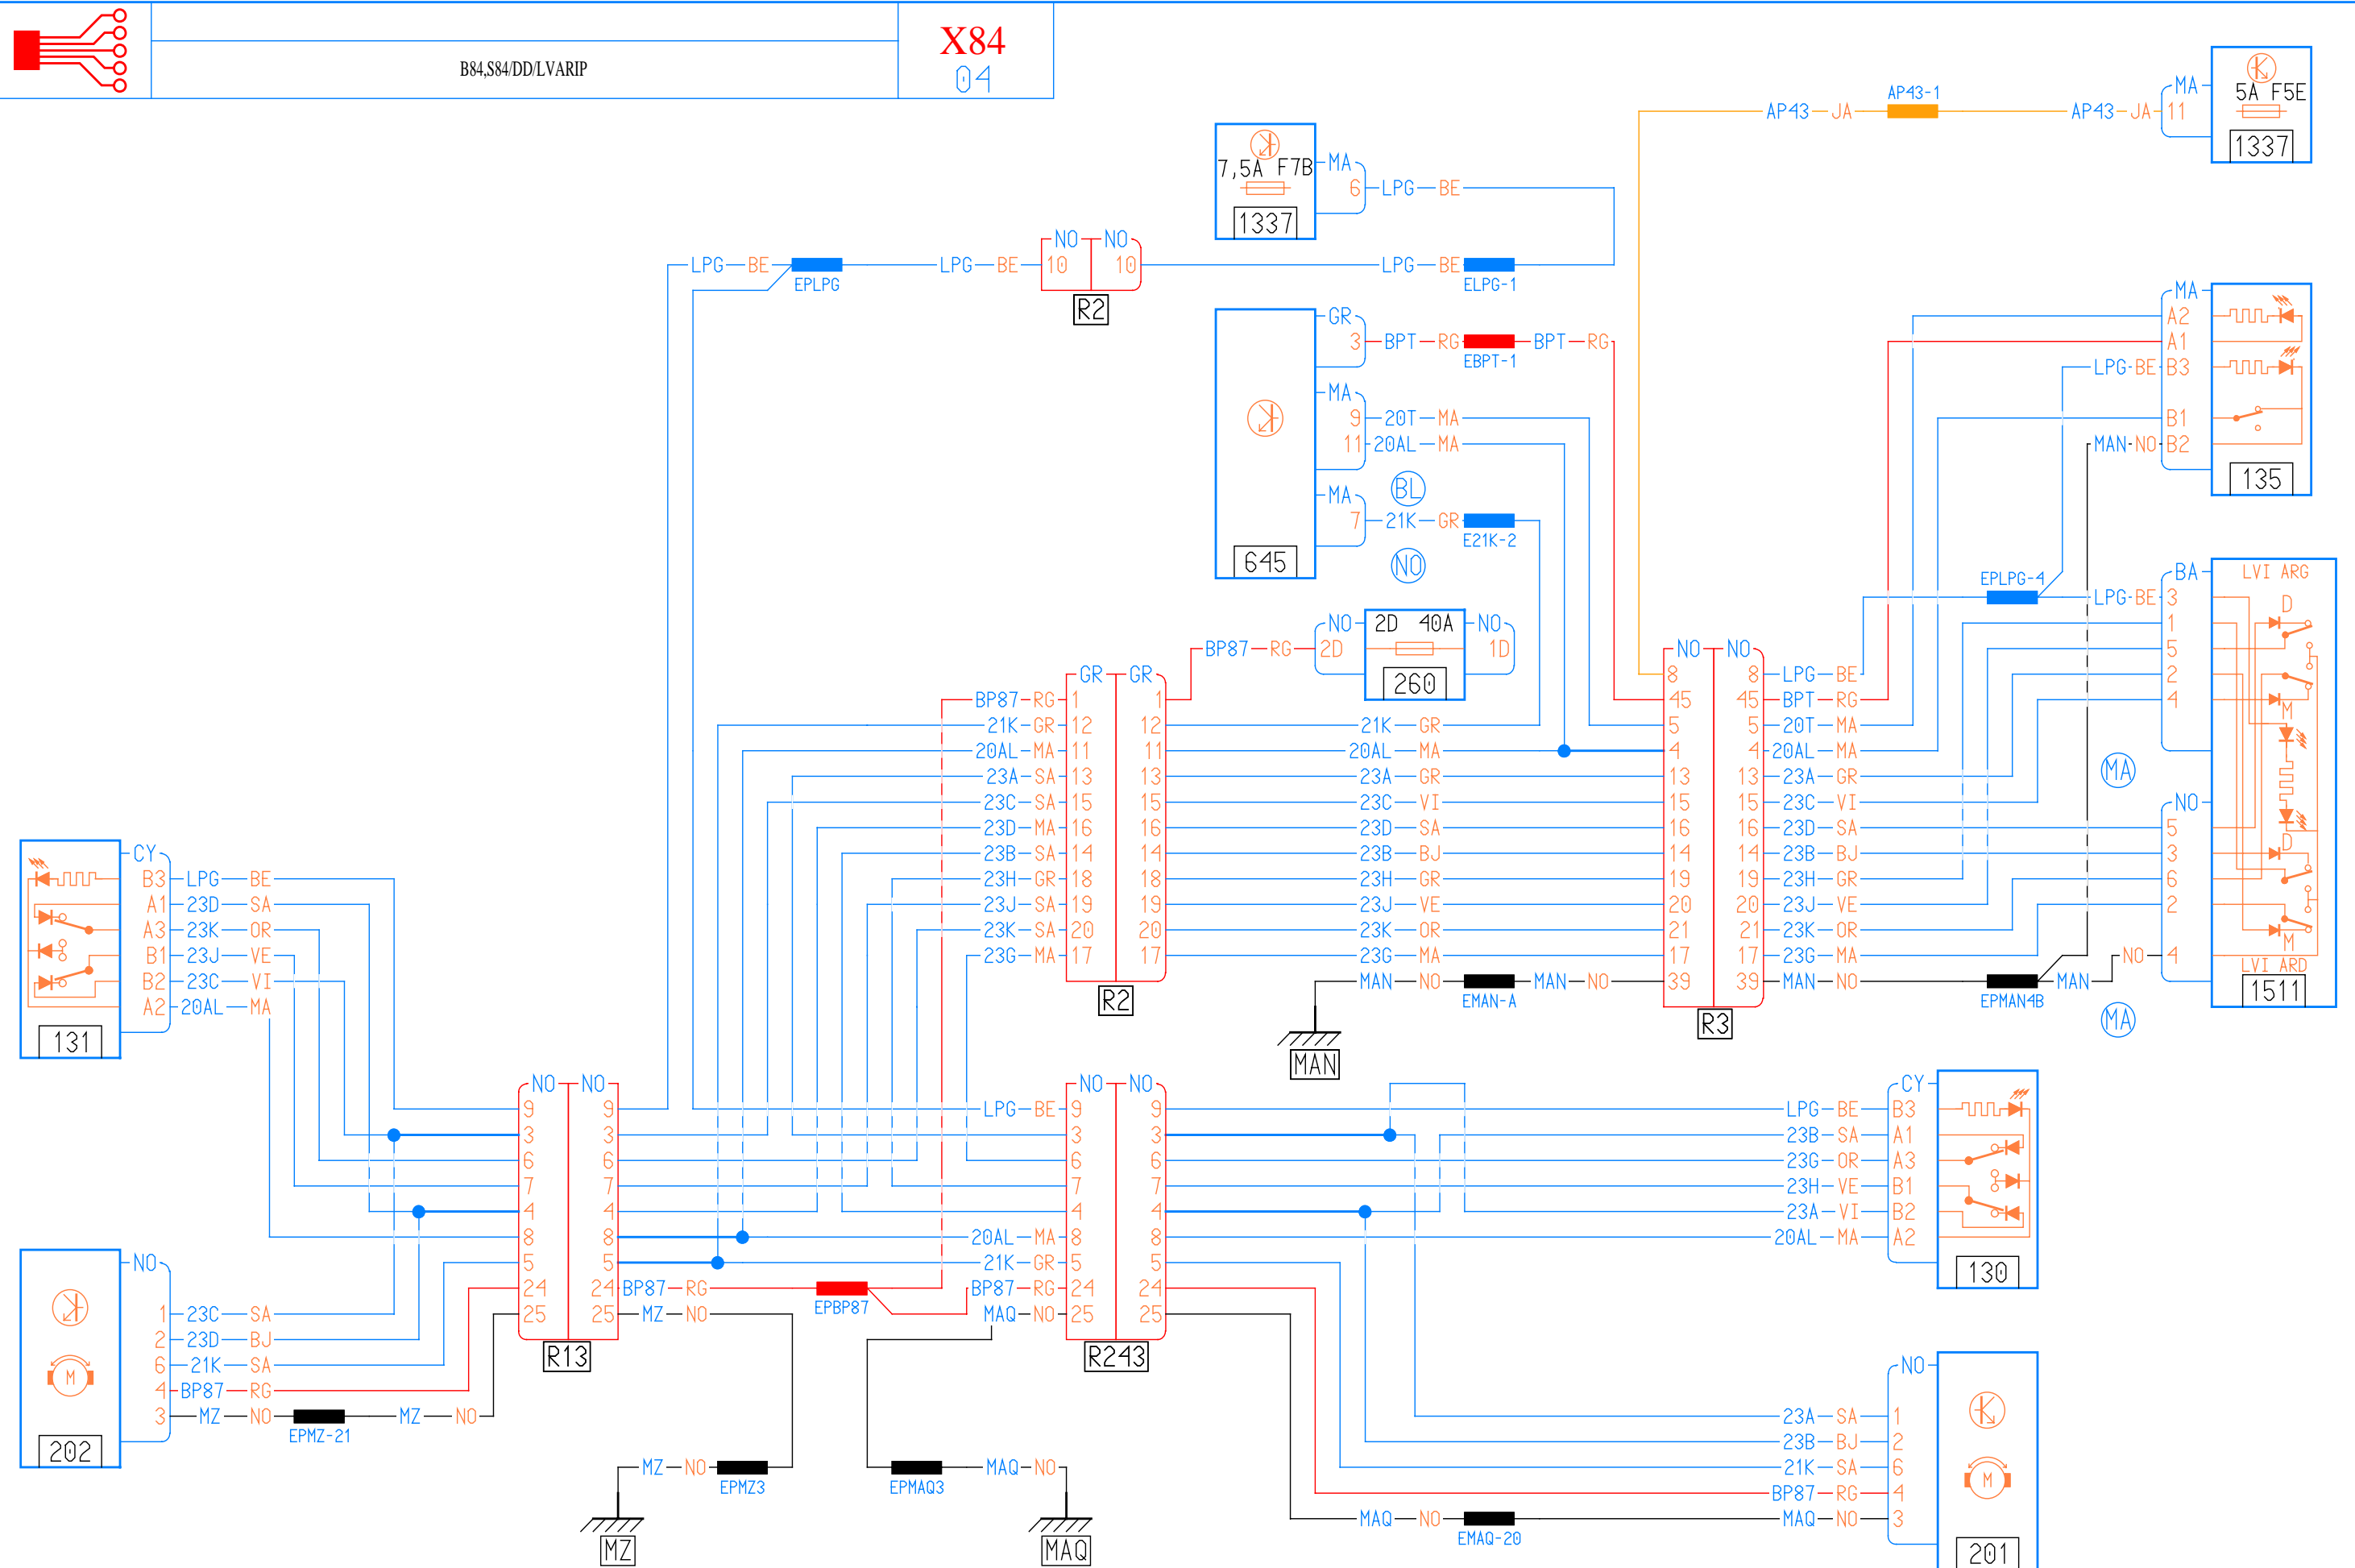 B84,S84/DD/LVARIP
X84
04
AP43 JA AP43-1 AP43 JA
MA
11
5A F5E
1337
7,5A F7B
1337
MA
6 LPG BE
LPG BE EPLPG LPG BE
NO NO
10 10
R2
LPG BE ELPG-1
645
GR
3 BPT RG EBPT-1 BPT RG
MA
9 20T MA
11 20AL MA
BL
MA
7 21K GR E21K-2
NO
MA
A2
A1
LPG BE B3
B1
MAN NO B2
135
BP87 RG
NO
2D
2D 40A
260
NO
1D
EPLPG-4
LPG BE
BA
3
1
5
2
4
MA
NO
5
3
6
2
NO 4
MA
LVI ARG
D
M
D
M
LVI ARD
1511
GR GR
BP87 RG 1 1
21K GR 12 12 21K GR
20AL MA 11 11 20AL MA
23A SA 13 13 23A GR
23C SA 15 15 23C VI
23D MA 16 16 23D SA
23B SA 14 14 23B BJ
23H GR 18 18 23H GR
23J SA 19 19 23J VE
23K SA 20 20 23K OR
23G MA 17 17 23G MA
R2
MAN NO EMAN-A MAN NO
MAN
NO NO
8 8 LPG BE
45 45 BPT RG
5 5 20T MA
4 4 20AL MA
13 13 23A GR
15 15 23C VI
16 16 23D SA
14 14 23B BJ
19 19 23H GR
20 20 23J VE
21 21 23K OR
17 17 23G MA
39 39 MAN NO EPMAN4B MAN
R3
CY
B3 LPG BE
A1 23D SA
A3 23K OR
B1 23J VE
B2 23C VI
A2 20AL MA
131
NO NO
9 9
3 3
6 6
7 7
4 4
8 8
5 5
24 24 BP87 RG EPBP87
25 25 MZ NO
R13
NO NO
LPG BE 9 9
3 3
6 6
7 7
4 4
20AL MA 8 8
21K GR 5 5
BP87 RG 24 24
MAQ NO 25 25
R243
CY
LPG BE B3
23B SA A1
23G OR A3
23H VE B1
23A VI B2
20AL MA A2
130
NO
1 23C SA
2 23D BJ
6 21K SA
4 BP87 RG
3 MZ NO EPMZ-21 MZ NO
M
202
MZ NO EPMZ3
MZ
EPMAQ3 MAQ NO
MAQ
NO
23A SA 1
23B BJ 2
21K SA 6
BP87 RG 4
MAQ NO EMAQ-20 MAQ NO 3
M
201